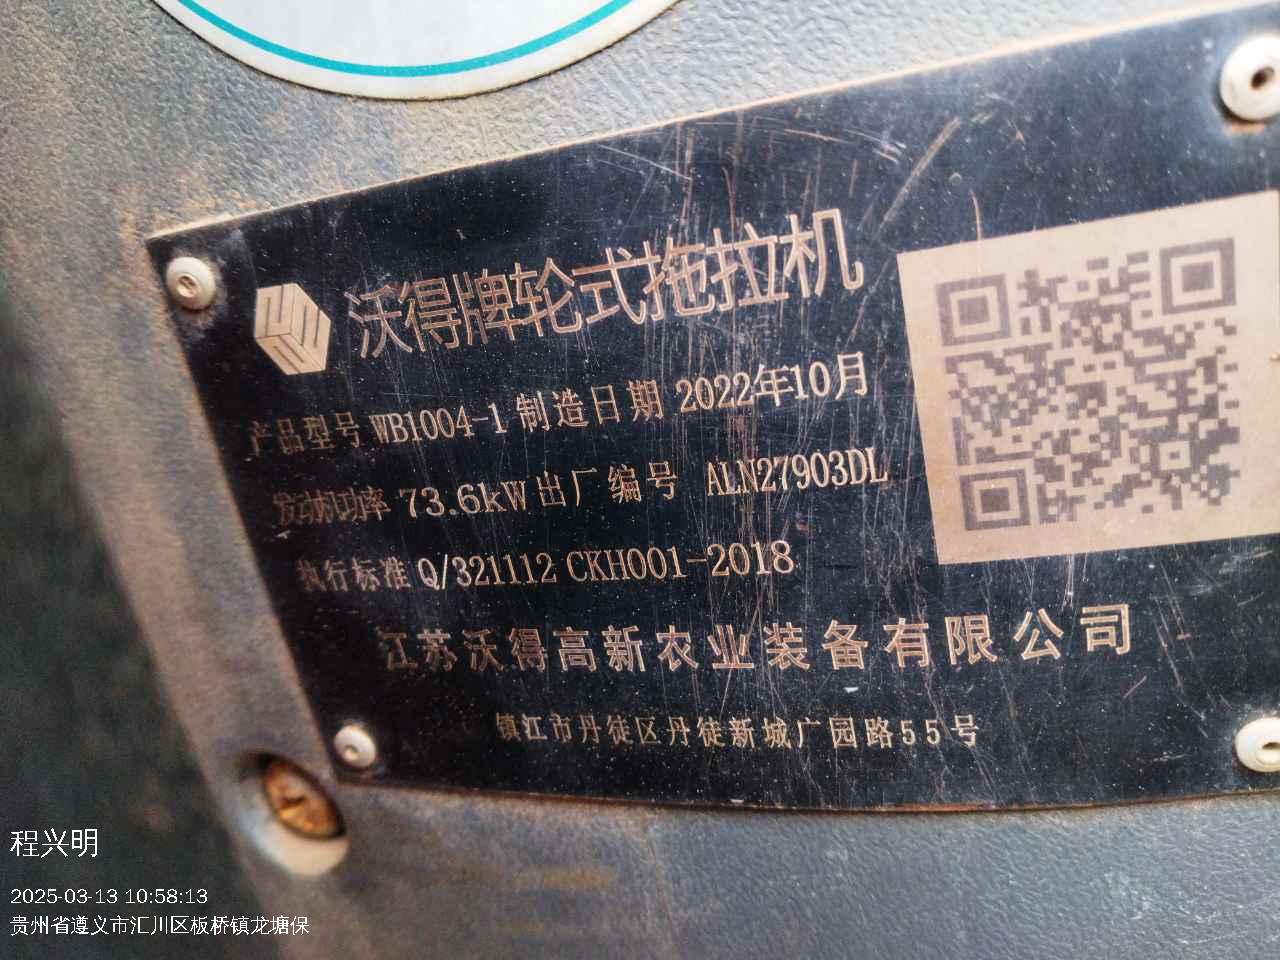 沃得牌轮式拖拉机
产品型号 WB1004-1 制造日期 2022年10月
发动机功率 73.6kW 出厂编号 ALN27903DL
执行标准 Q/321112 CKH001-2018
江苏沃得高新农业装备有限公司
镇江市丹徒区丹徒新城广园路55号
程兴明
2025-03-13 10:58:13
贵州省遵义市汇川区板桥镇龙塘保